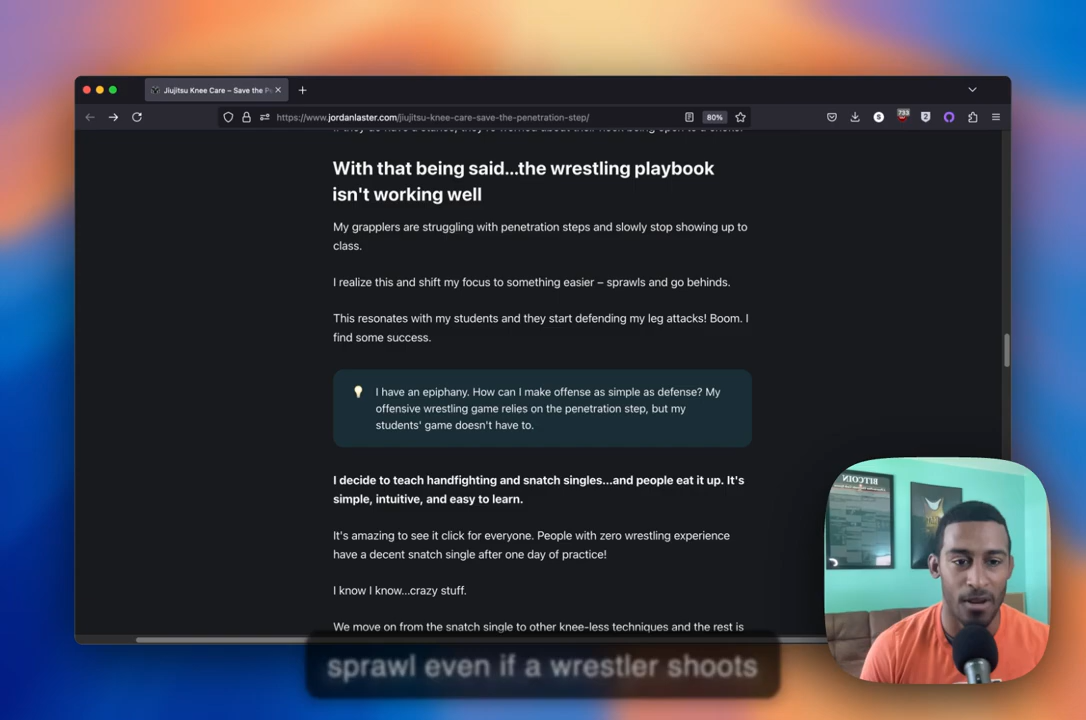 Jiujitsu Knee Care – Save the P
https://www.jordanlaster.com/jiujitsu-knee-care-save-the-penetration-step/
80%
733
2
With that being said...the wrestling playbook
isn't working well
My grapplers are struggling with penetration steps and slowly stop showing up to
class.
I realize this and shift my focus to something easier – sprawls and go behinds.
This resonates with my students and they start defending my leg attacks! Boom. I
find some success.
I have an epiphany. How can I make offense as simple as defense? My
offensive wrestling game relies on the penetration step, but my
students' game doesn't have to.
I decide to teach handfighting and snatch singles...and people eat it up. It's
simple, intuitive, and easy to learn.
It's amazing to see it click for everyone. People with zero wrestling experience
have a decent snatch single after one day of practice!
I know I know...crazy stuff.
We move on from the snatch single to other knee-less techniques and the rest is
BITCOIN
sprawl even if a wrestler shoots